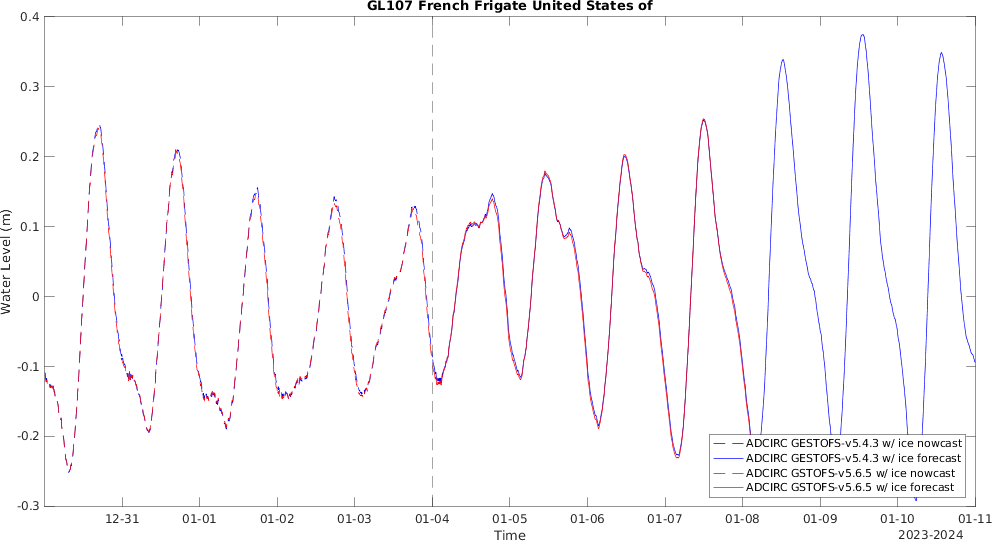 GL107 French Frigate United States of
Water Level (m)
0.4
0.3
0.2
0.1
0
-0.1
-0.2
-0.3
ADCIRC GESTOFS-v5.4.3 w/ ice nowcast
ADCIRC GESTOFS-v5.4.3 w/ ice forecast
ADCIRC GSTOFS-v5.6.5 w/ ice nowcast
ADCIRC GSTOFS-v5.6.5 w/ ice forecast
12-31 01-01 01-02 01-03 01-04 01-05 01-06 01-07 01-08 01-09 01-10 01-11
Time
2023-2024